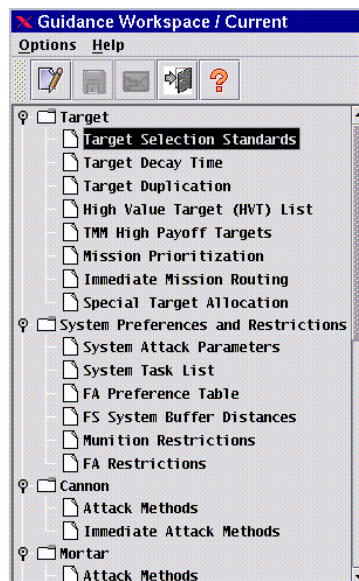 Guidance Workspace / Current
Options Help
Target
Target Selection Standards
Target Decay Time
Target Duplication
High Value Target (HVT) List
TMM High Payoff Targets
Mission Prioritization
Immediate Mission Routing
Special Target Allocation
System Preferences and Restrictions
System Attack Parameters
System Task List
FA Preference Table
FS System Buffer Distances
Munition Restrictions
FA Restrictions
Cannon
Attack Methods
Immediate Attack Methods
Mortar
Attack Methods